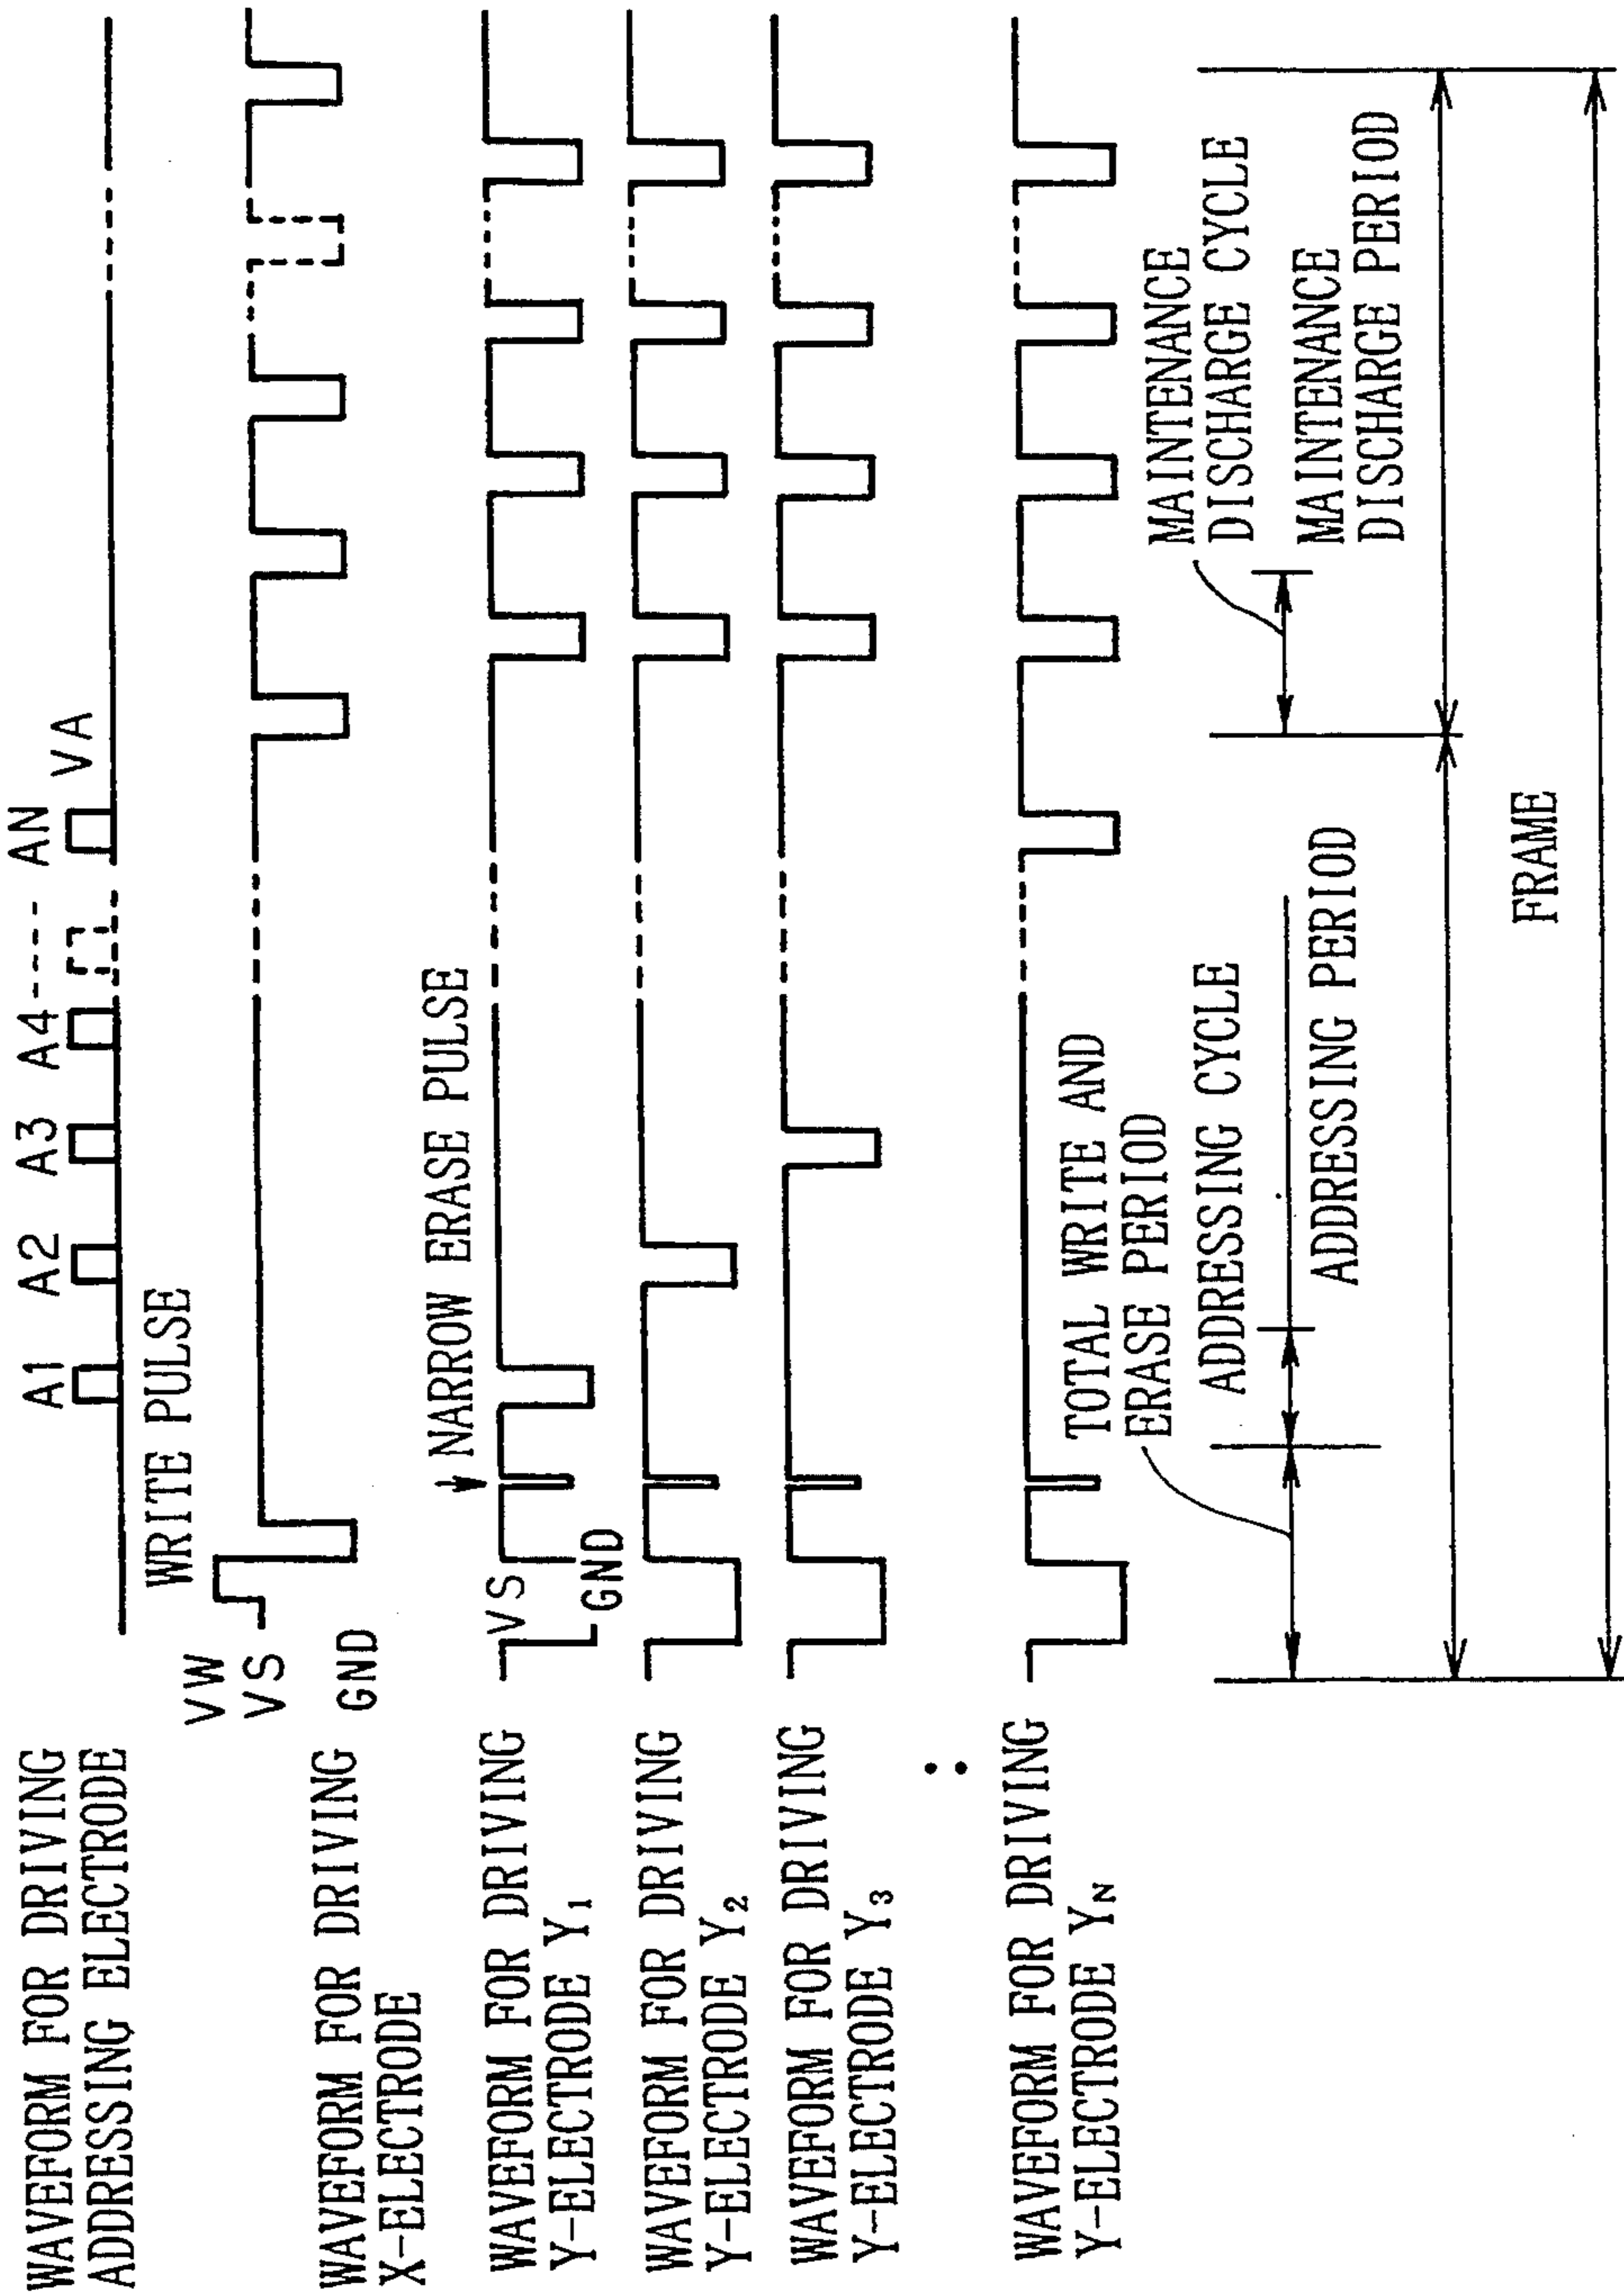 WAVEFORM FOR DRIVING
ADDRESSING ELECTRODE
A1 A2 A3 A4---- AN
VA
WRITE PULSE
VW
VS
GND
WAVEFORM FOR DRIVING
X-ELECTRODE
NARROW ERASE PULSE
VS
GND
WAVEFORM FOR DRIVING
Y-ELECTRODE Y1
WAVEFORM FOR DRIVING
Y-ELECTRODE Y2
WAVEFORM FOR DRIVING
Y-ELECTRODE Y3
:
WAVEFORM FOR DRIVING
Y-ELECTRODE YN
TOTAL WRITE AND
ERASE PERIOD
ADDRESSING CYCLE
ADDRESSING PERIOD
MAINTENANCE
DISCHARGE CYCLE
MAINTENANCE
DISCHARGE PERIOD
FRAME